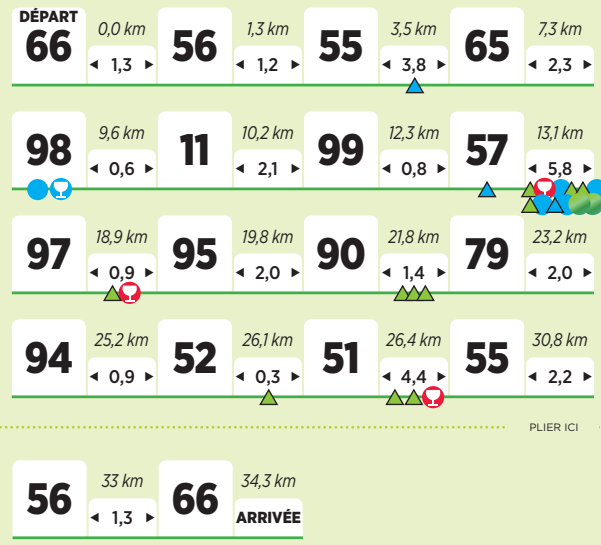 DÉPART
66 0,0 km 56 1,3 km 55 3,5 km 65 7,3 km
◄ 1,3 ► ◄ 1,2 ► ◄ 3,8 ► ◄ 2,3 ►
98 9,6 km 11 10,2 km 99 12,3 km 57 13,1 km
◄ 0,6 ► ◄ 2,1 ► ◄ 0,8 ► ◄ 5,8 ►
97 18,9 km 95 19,8 km 90 21,8 km 79 23,2 km
◄ 0,9 ► ◄ 2,0 ► ◄ 1,4 ► ◄ 2,0 ►
94 25,2 km 52 26,1 km 51 26,4 km 55 30,8 km
◄ 0,9 ► ◄ 0,3 ► ◄ 4,4 ► ◄ 2,2 ►
PLIER ICI
56 33 km 66 34,3 km
◄ 1,3 ► ARRIVÉE